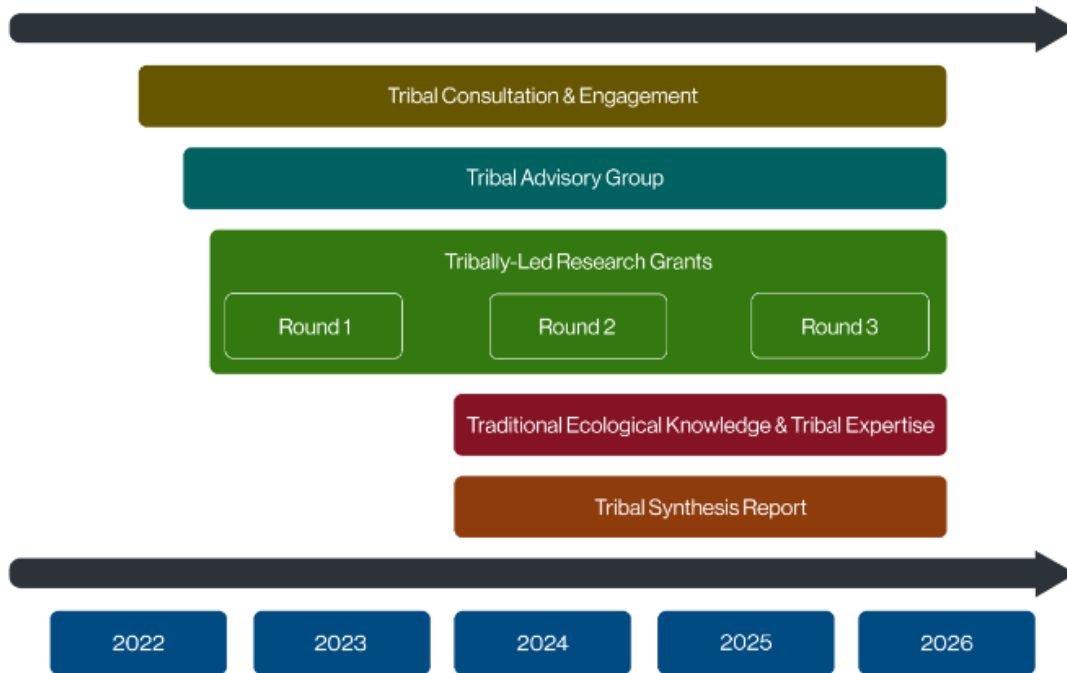 Tribal Consultation & Engagement
Tribal Advisory Group
Tribally-Led Research Grants
Round 1
Round 2
Round 3
Traditional Ecological Knowledge & Tribal Expertise
Tribal Synthesis Report
2022
2023
2024
2025
2026